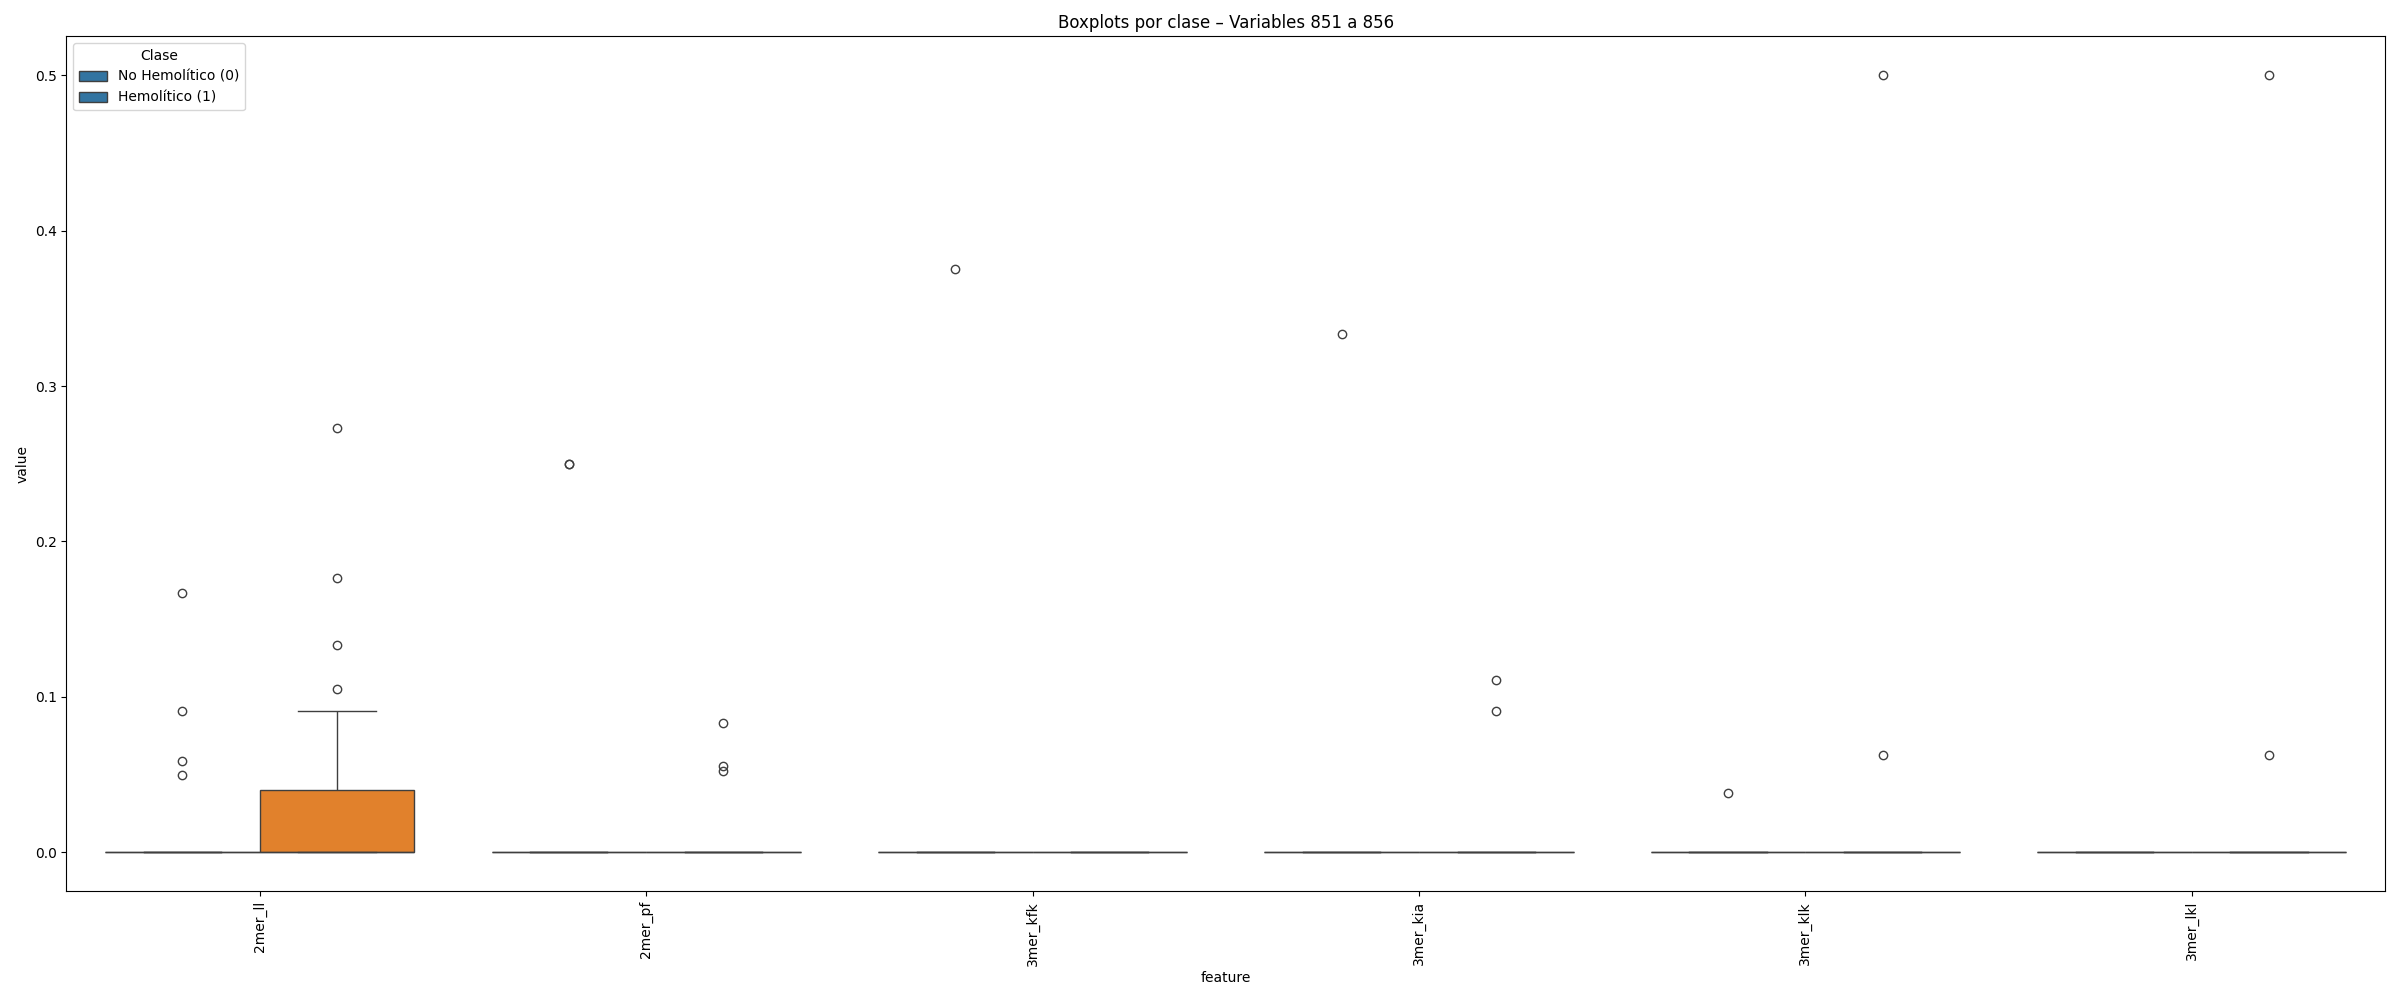 Boxplots por clase – Variables 851 a 856
Clase
No Hemolítico (0)
Hemolítico (1)
value
0.5
0.4
0.3
0.2
0.1
0.0
2mer_ll
2mer_pf
3mer_kfk
3mer_kia
3mer_klk
3mer_lkl
feature